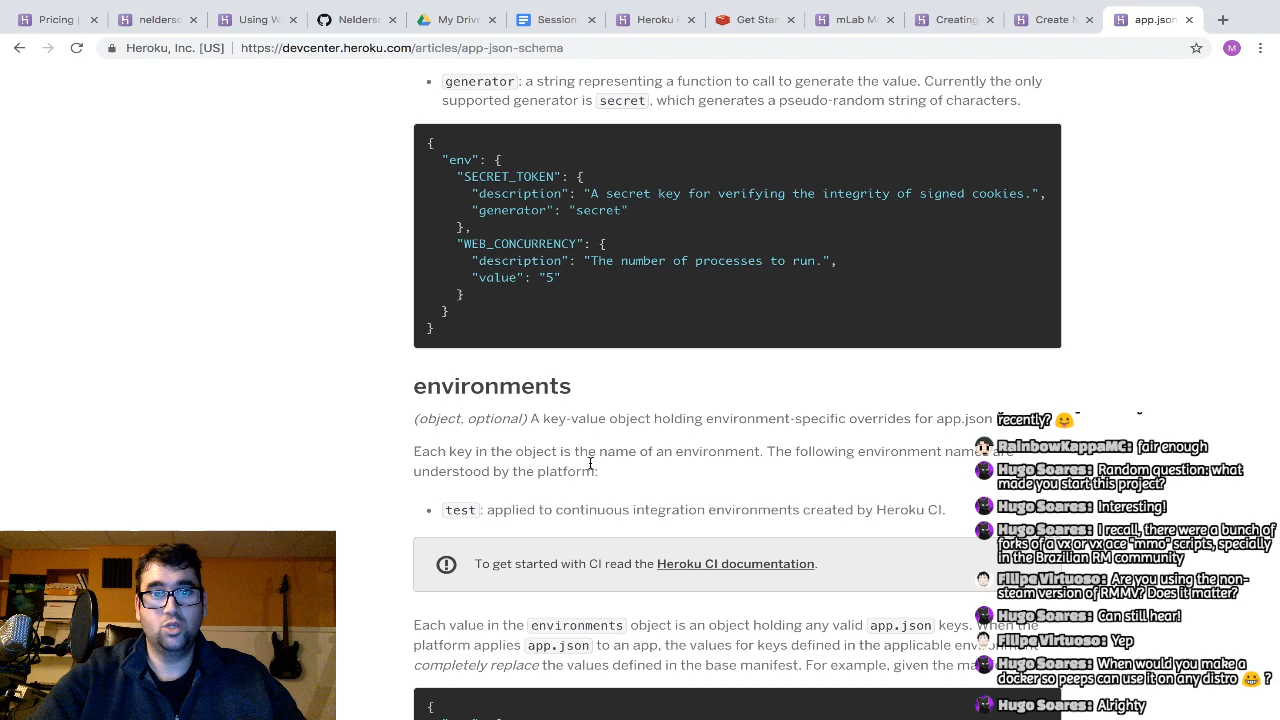 Pricing |
neldersc
Using W
Neldersc
My Drive
Session
Heroku R
Get Star
mLab M
Creating
Create N
app.json
Heroku, Inc. [US] | https://devcenter.heroku.com/articles/app-json-schema
M
• generator: a string representing a function to call to generate the value. Currently the only
supported generator is secret, which generates a pseudo-random string of characters.
{
"env": {
"SECRET_TOKEN": {
"description": "A secret key for verifying the integrity of signed cookies.",
"generator": "secret"
},
"WEB_CONCURRENCY": {
"description": "The number of processes to run.",
"value": "5"
}
}
}
environments
(object, optional) A key-value object holding environment-specific overrides for app.json
Each key in the object is the name of an environment. The following environment names are
understood by the platform:
• test: applied to continuous integration environments created by Heroku CI.
To get started with CI read the Heroku CI documentation.
Each value in the environments object is an object holding any valid app.json keys. When the
platform applies app.json to an app, the values for keys defined in the applicable environment
completely replace the values defined in the base manifest. For example, given the
{
recently?
RainbowKappaMC: fair enough
Hugo Soares: Random question: what
made you start this project?
Hugo Soares: Interesting!
Hugo Soares: I recall, there were a bunch of
forks of a vx or vx ace "mmo" scripts, specially
in the Brazilian RM community
Filipe Virtuoso: Are you using the non-
steam version of RMMV? Does it matter?
Hugo Soares: Can still hear!
Filipe Virtuoso: Yep
Hugo Soares: When would you make a
docker so peeps can use it on any distro 😀 ?
Hugo Soares: Alrighty